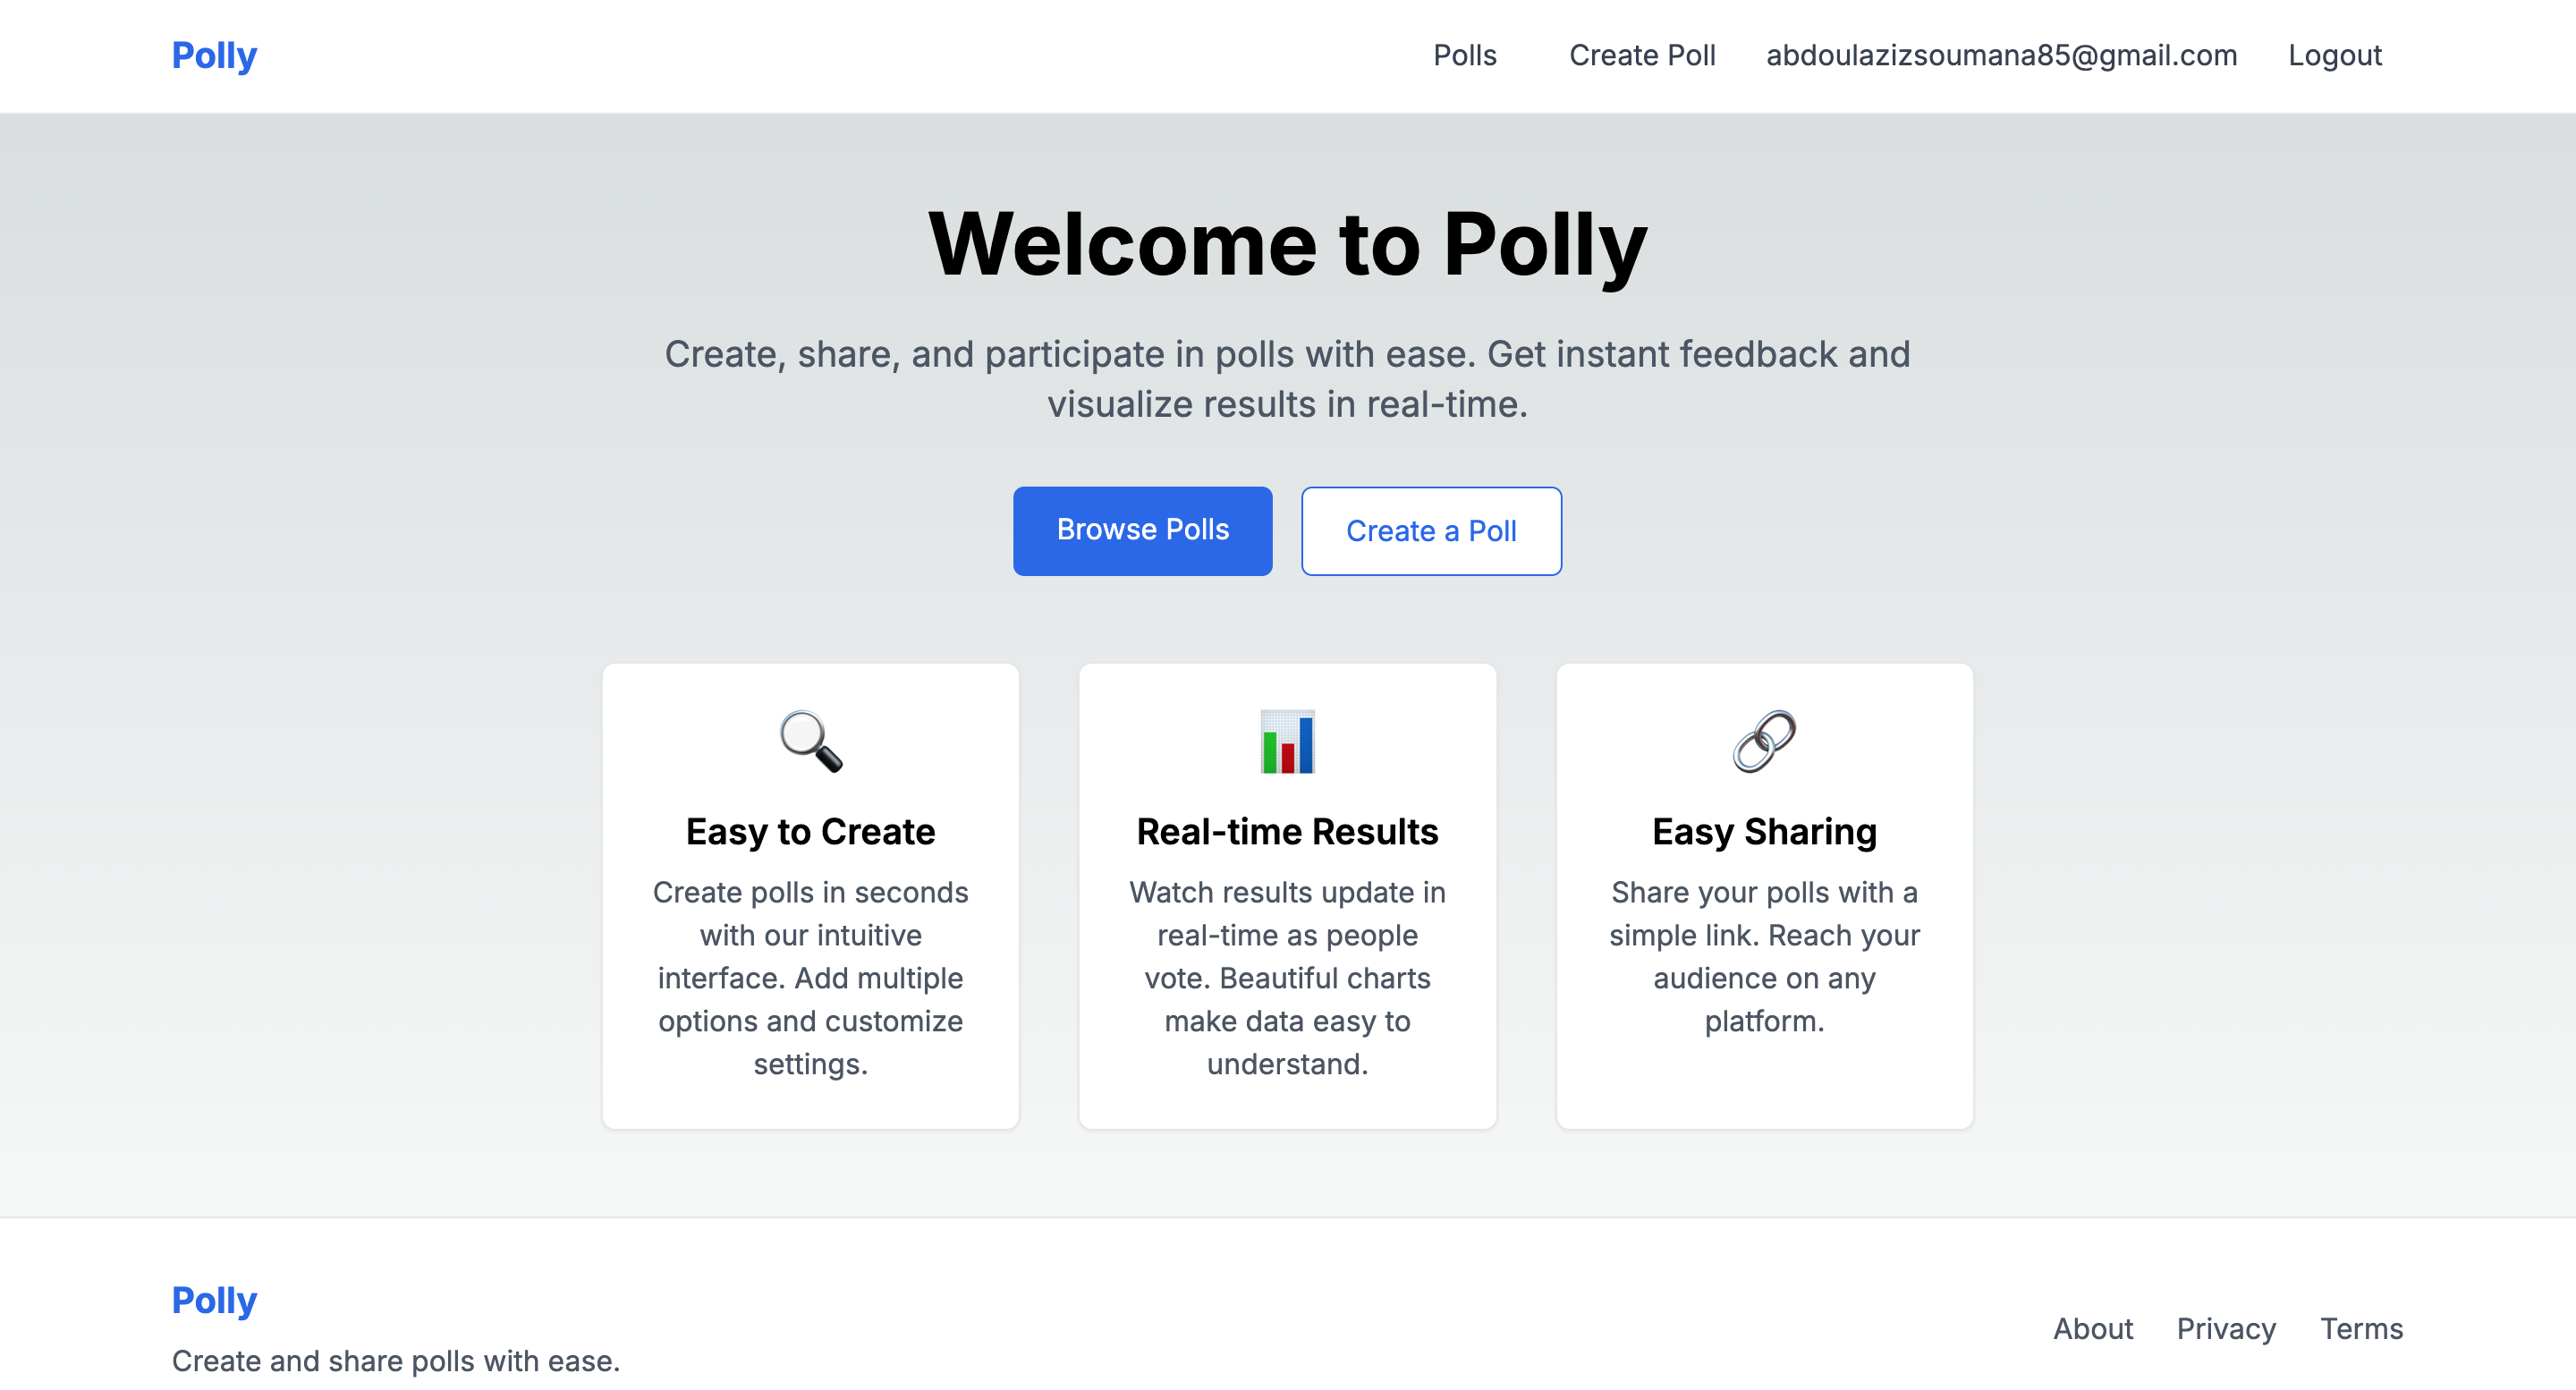 Polly
Polls
Create Poll
abdoulazizsoumana85@gmail.com
Logout
Welcome to Polly
Create, share, and participate in polls with ease. Get instant feedback and
visualize results in real-time.
Browse Polls
Create a Poll
Easy to Create
Create polls in seconds
with our intuitive
interface. Add multiple
options and customize
settings.
Real-time Results
Watch results update in
real-time as people
vote. Beautiful charts
make data easy to
understand.
Easy Sharing
Share your polls with a
simple link. Reach your
audience on any
platform.
Polly
Create and share polls with ease.
About
Privacy
Terms